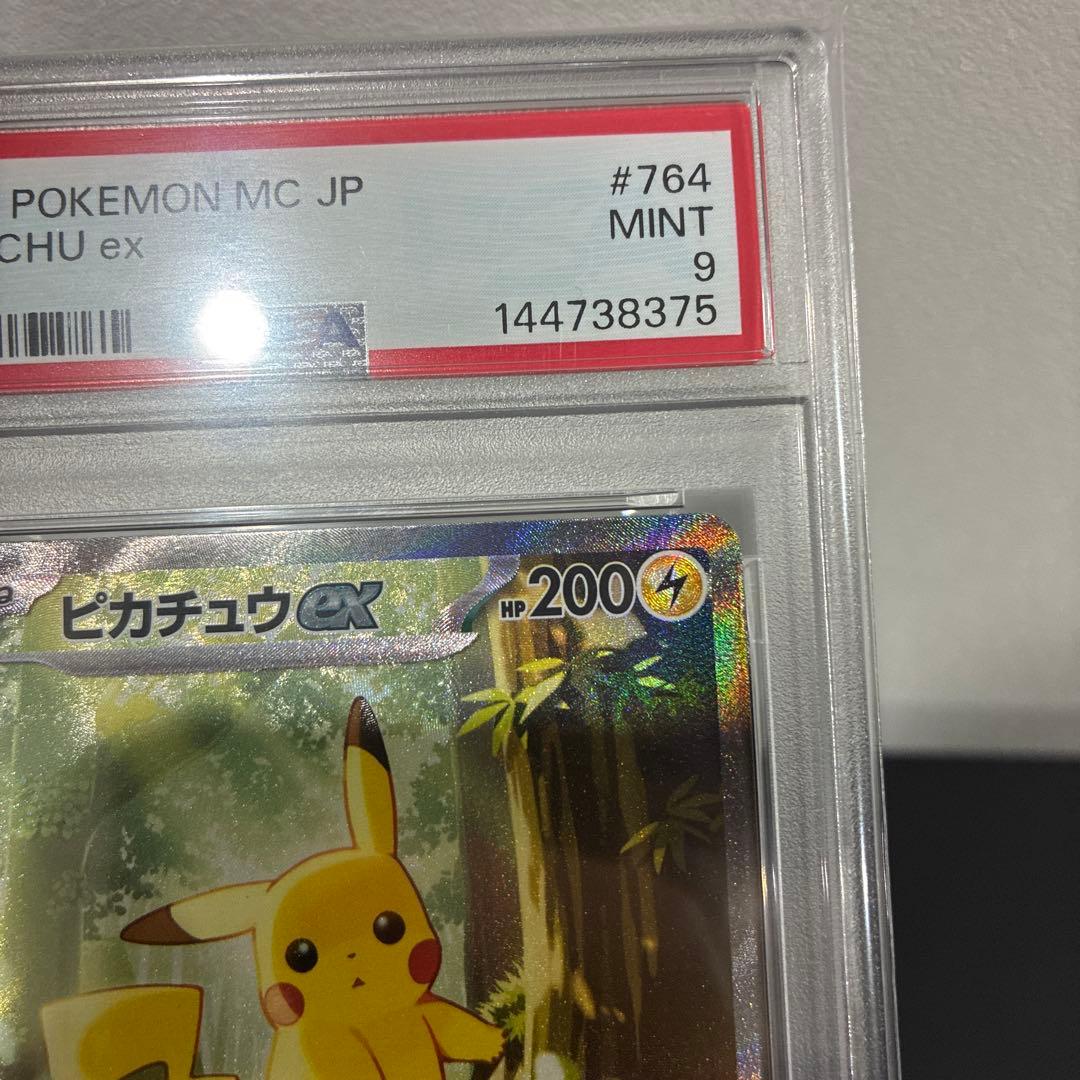 POKEMON MC JP
#764
CHU ex
MINT
9
144738375
ピカチュウex
HP200